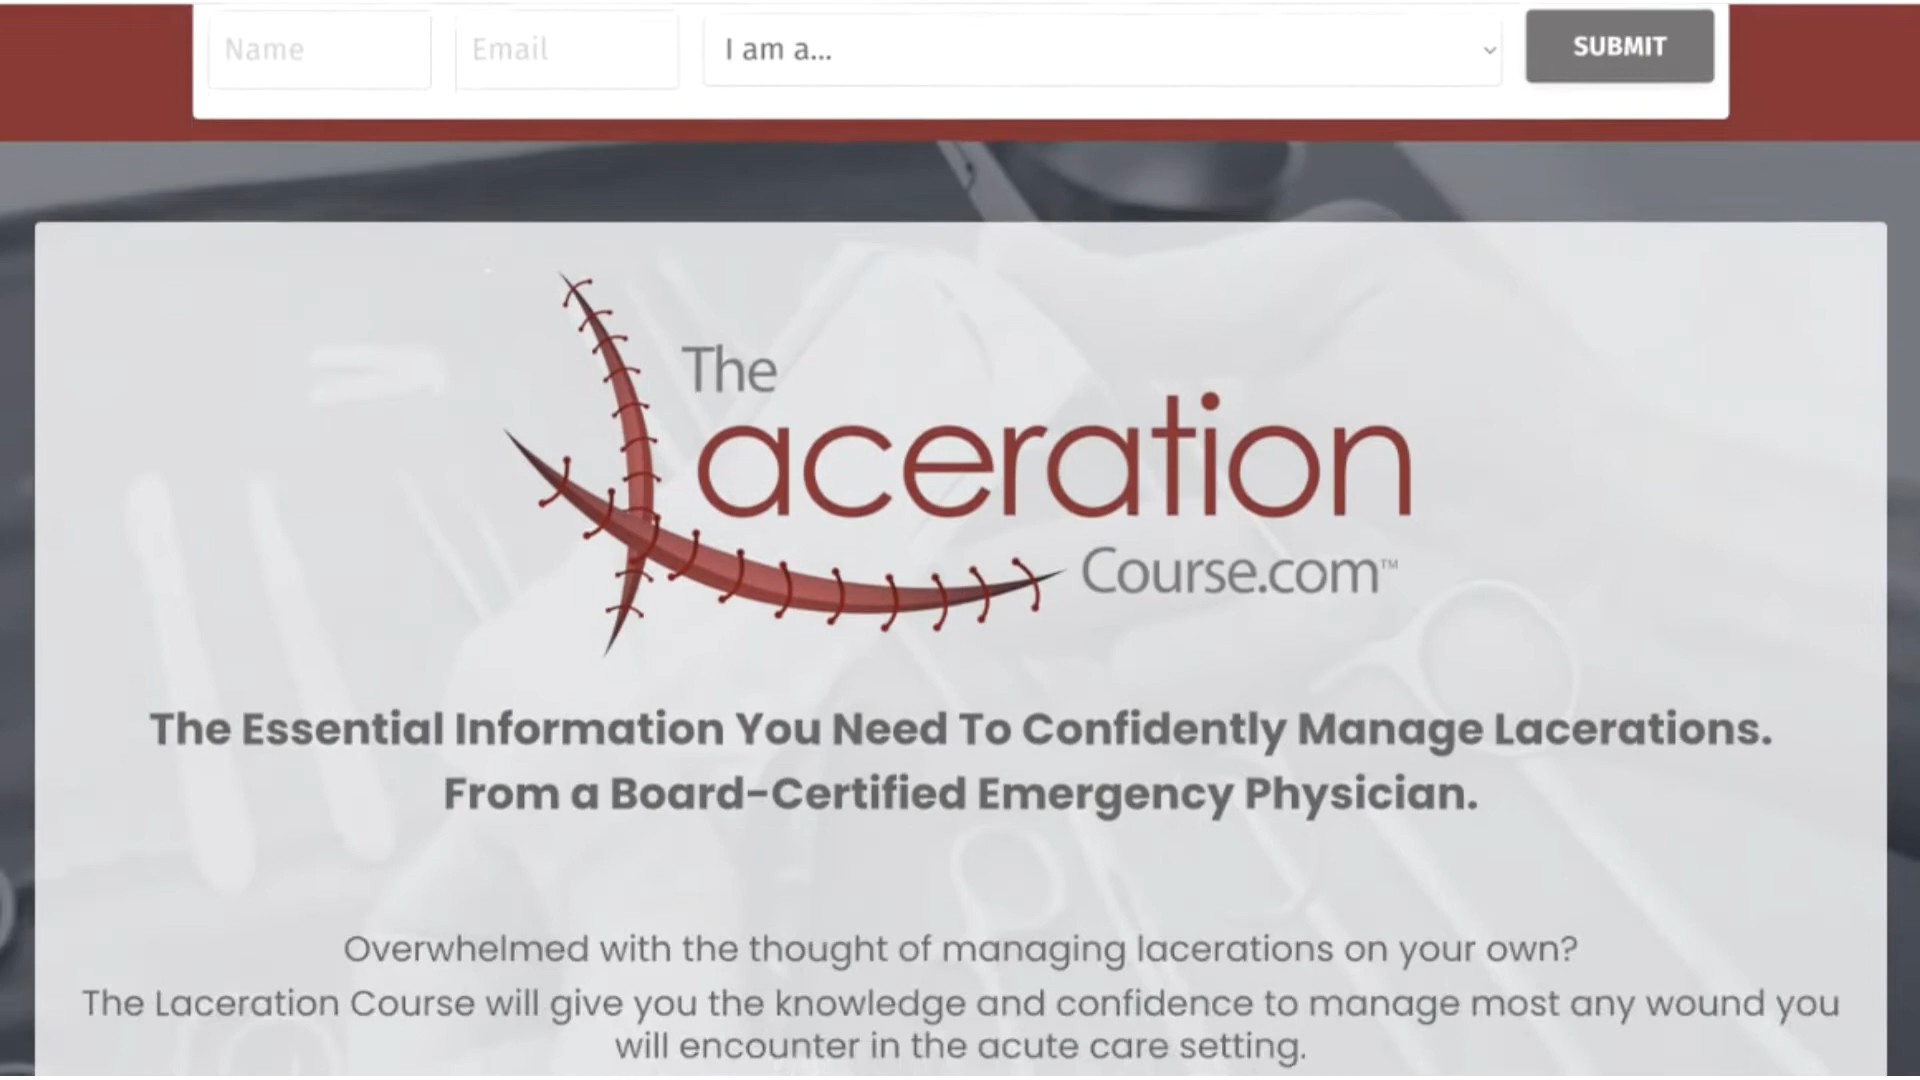 Name
Email
I am a...
SUBMIT
The
Laceration
Course.com™
The Essential Information You Need To Confidently Manage Lacerations.
From a Board-Certified Emergency Physician.
Overwhelmed with the thought of managing lacerations on your own?
The Laceration Course will give you the knowledge and confidence to manage most any wound you
will encounter in the acute care setting.